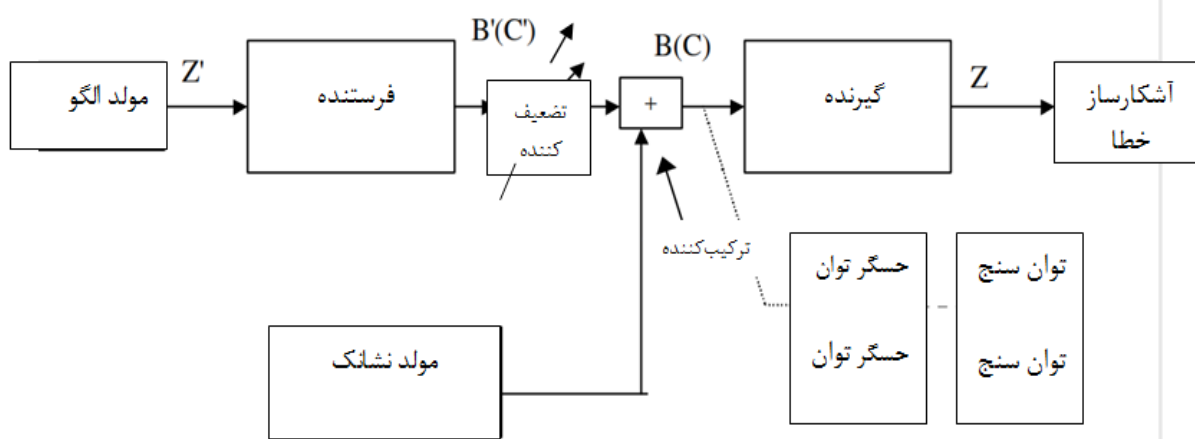 B'(C')
B(C)
Z'
Z
مولد الگو
فرستنده
تضعیف
کننده
+
گیرنده
آشکارساز
خطا
ترکیب‌کننده
حسگر توان
توان سنج
حسگر توان
توان سنج
مولد نشانک